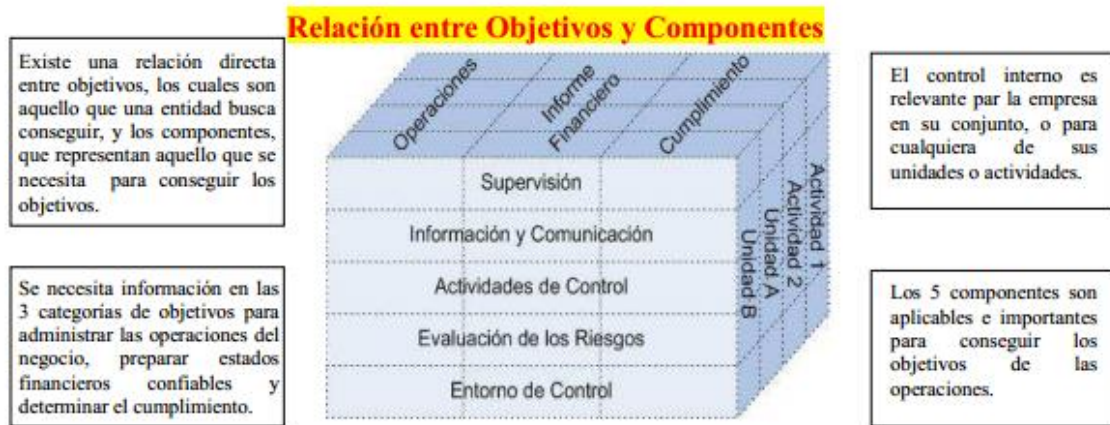 Relación entre Objetivos y Componentes
Existe una relación directa
entre objetivos, los cuales son
aquello que una entidad busca
conseguir, y los componentes,
que representan aquello que se
necesita para conseguir los
objetivos.
Se necesita información en las
3 categorías de objetivos para
administrar las operaciones del
negocio, preparar estados
financieros confiables y
determinar el cumplimiento.
Operaciones
Informe
Financiero
Cumplimiento
Supervisión
Información y Comunicación
Actividades de Control
Evaluación de los Riesgos
Entorno de Control
Unidad B
Unidad A
Actividad 2
Actividad 1
El control interno es
relevante par la empresa
en su conjunto, o para
cualquiera de sus
unidades o actividades.
Los 5 componentes son
aplicables e importantes
para conseguir los
objetivos de las
operaciones.